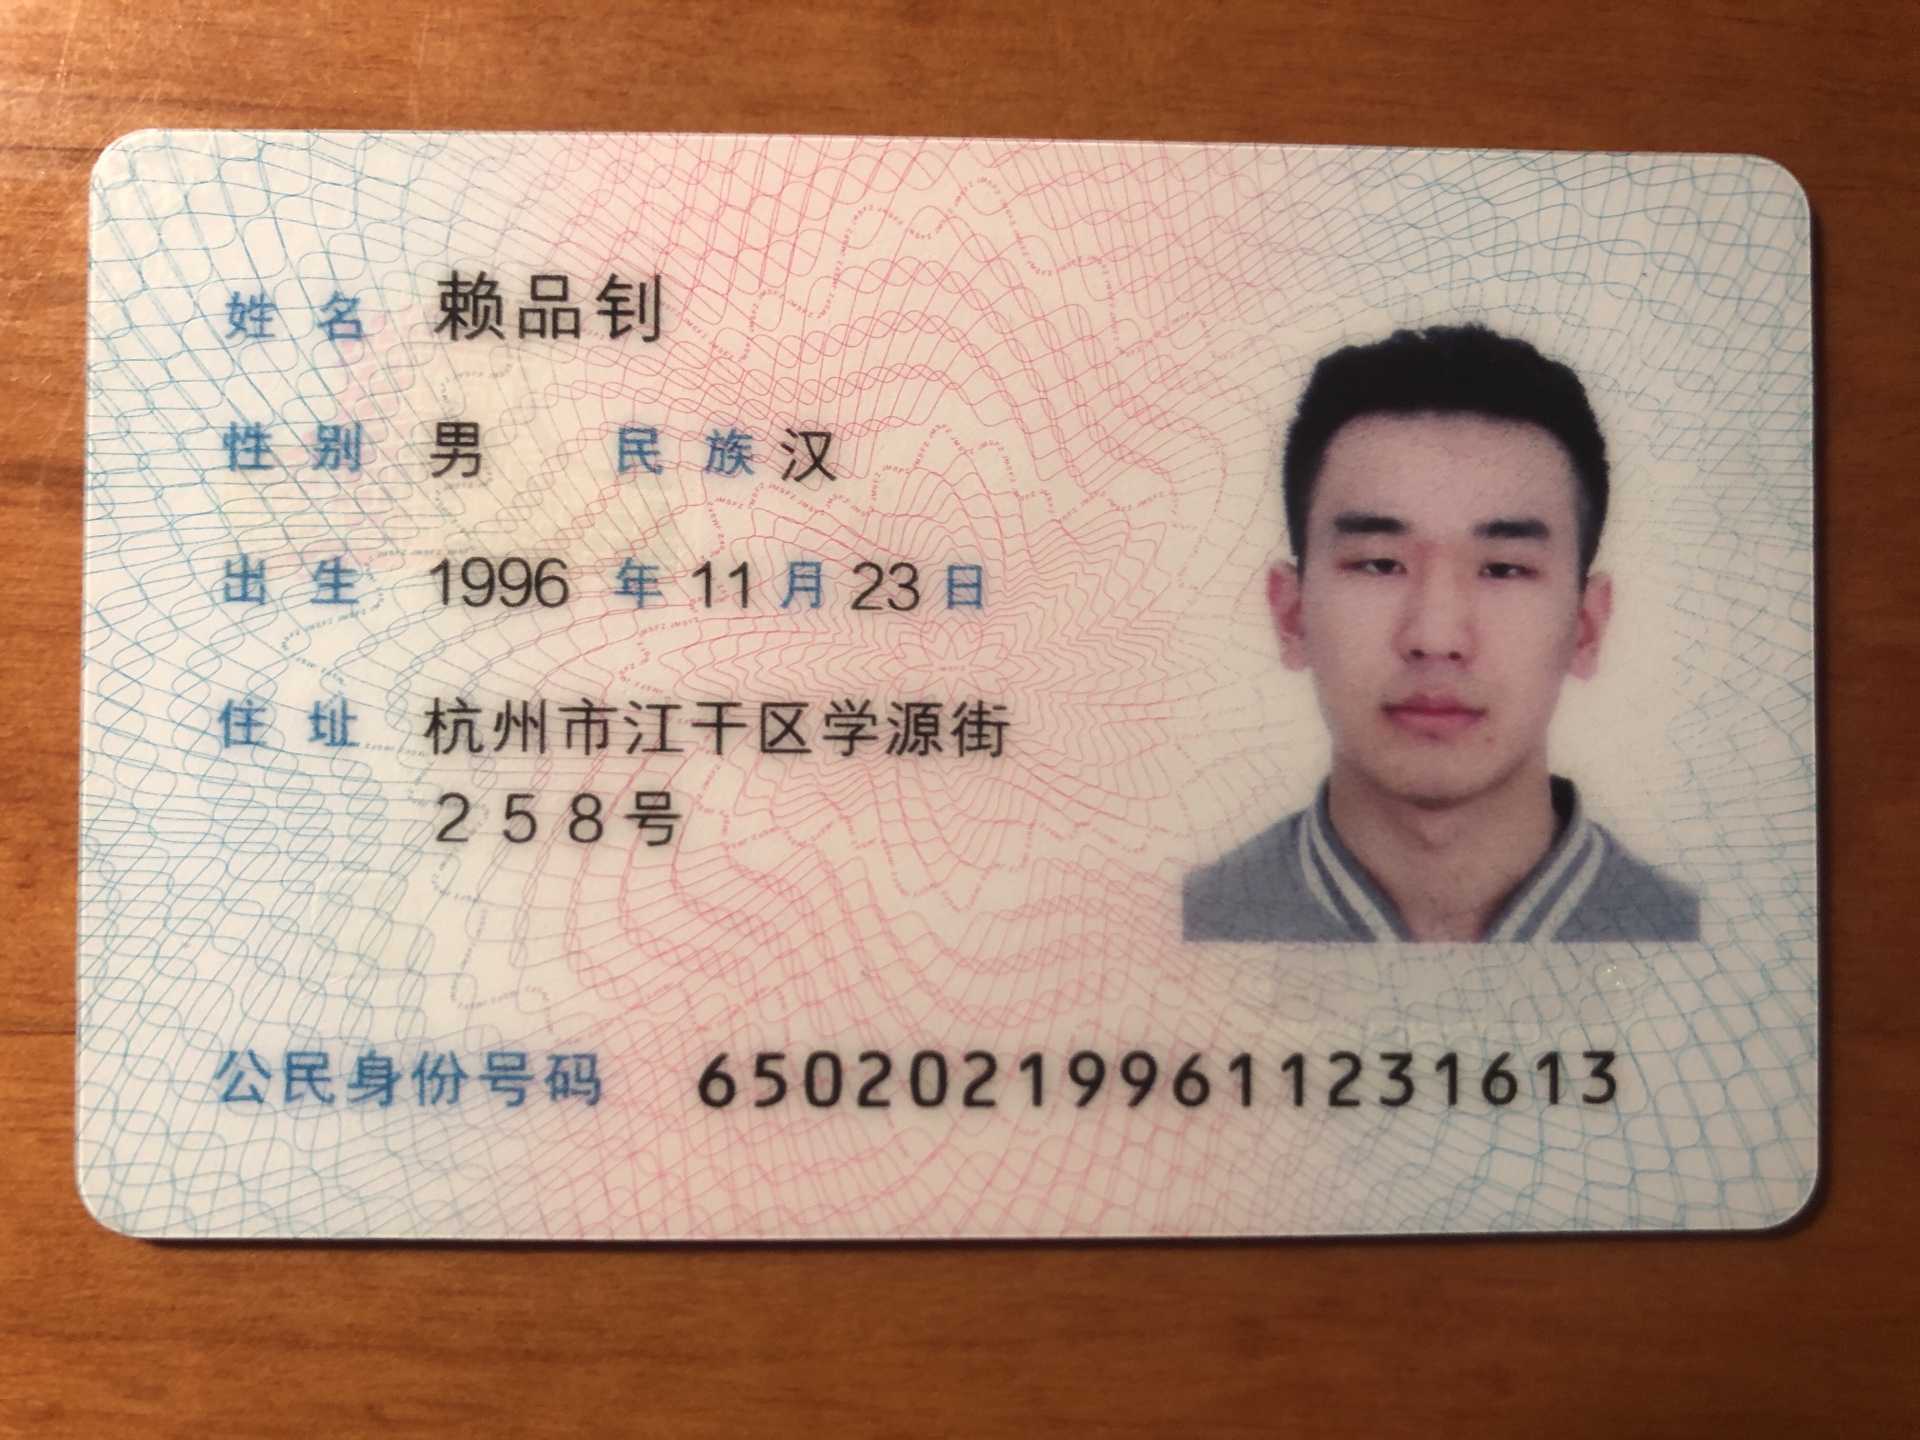 姓名 赖品钊
性别 男 民族 汉
出生 1996 年 11 月 23 日
住址 杭州市江干区学源街
258号
公民身份号码 650202199611231613